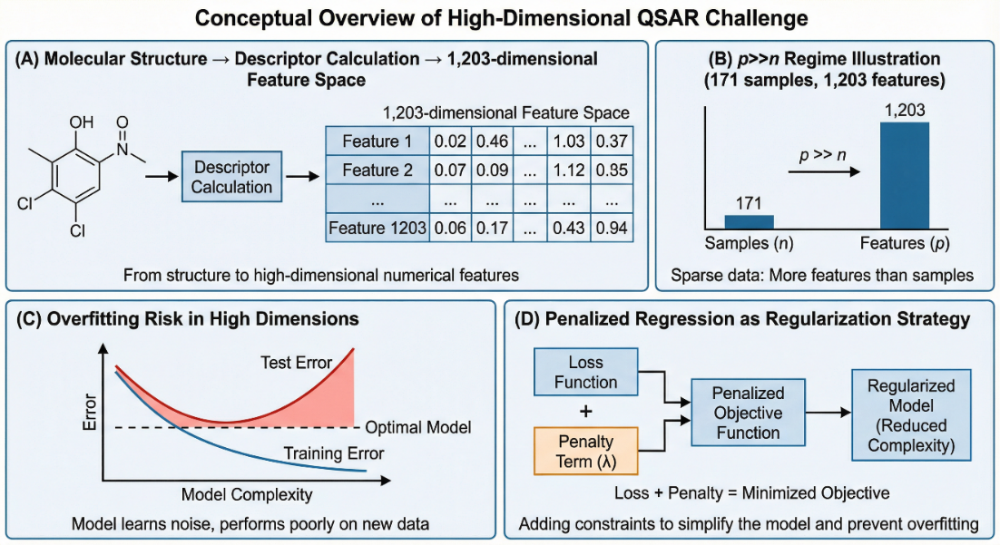 Conceptual Overview of High-Dimensional QSAR Challenge
(A) Molecular Structure → Descriptor Calculation → 1,203-dimensional
Feature Space
OH
O
N
Cl
Cl
Descriptor
Calculation
1,203-dimensional Feature Space
Feature 1 0.02 0.46 ... 1.03 0.37
Feature 2 0.07 0.09 ... 1.12 0.95
... ... ... ... ...
Feature 1203 0.06 0.17 ... 0.43 0.94
From structure to high-dimensional numerical features
(B) p>>n Regime Illustration
(171 samples, 1,203 features)
1,203
p >> n
171
Samples (n)
Features (p)
Sparse data: More features than samples
(C) Overfitting Risk in High Dimensions
Test Error
Error
Optimal Model
Training Error
Model Complexity
Model learns noise, performs poorly on new data
(D) Penalized Regression as Regularization Strategy
Loss
Function
+
Penalty
Term (λ)
Penalized
Objective
Function
Regularized
Model
(Reduced
Complexity)
Loss + Penalty = Minimized Objective
Adding constraints to simplify the model and prevent overfitting